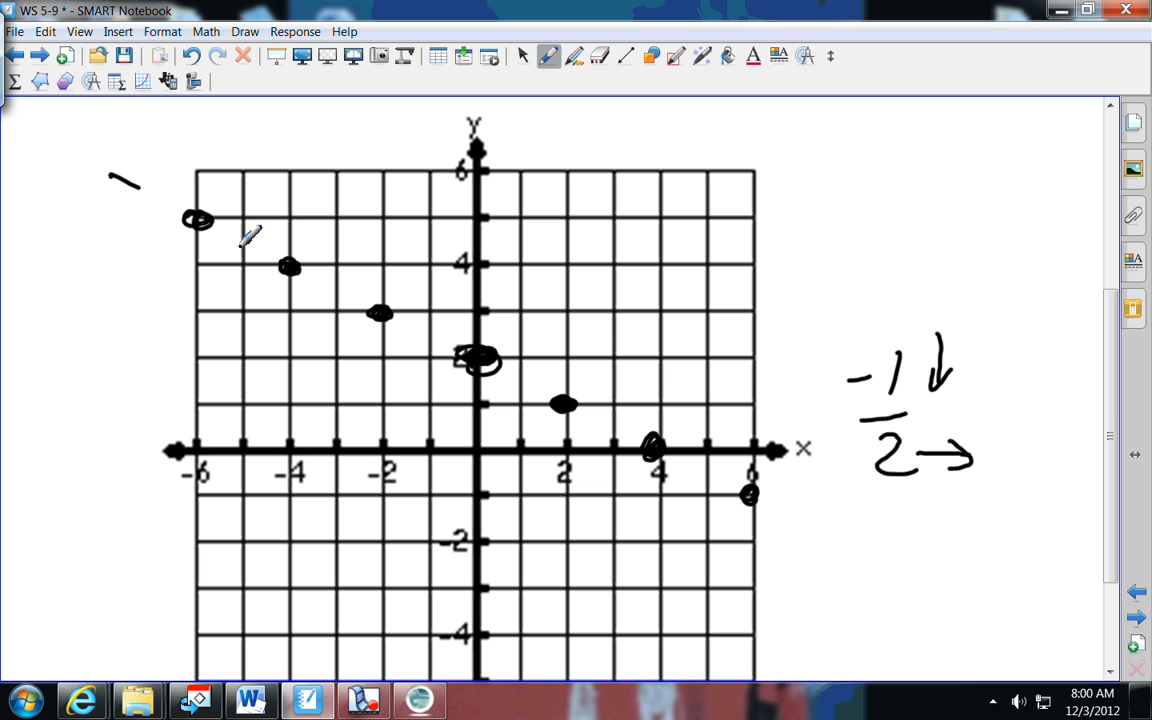 WS 5-9 * - SMART Notebook
File Edit View Insert Format Math Draw Response Help
Y
6
4
2
-6 -4 -2 2 4 6 X
-2
-4
-1 ↓
2 →
8:00 AM
12/3/2012